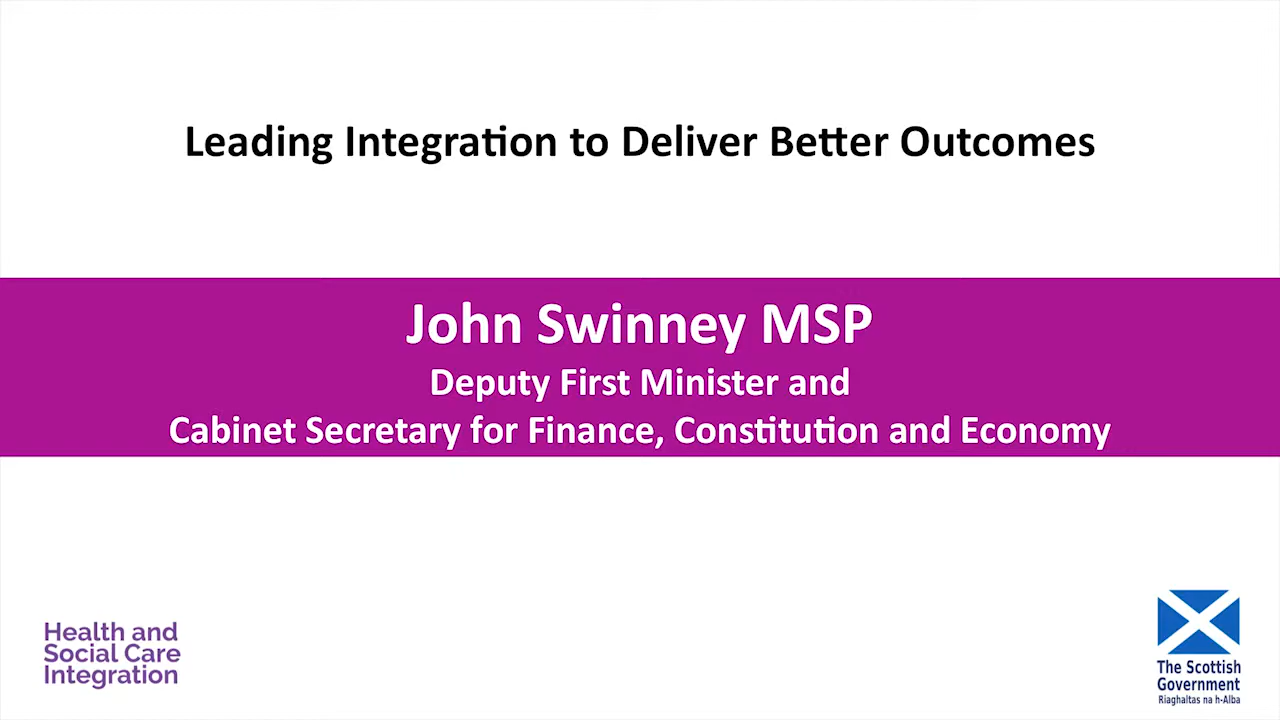 Leading Integration to Deliver Better Outcomes
John Swinney MSP
Deputy First Minister and
Cabinet Secretary for Finance, Constitution and Economy
Health and
Social Care
Integration
The Scottish
Government
Riaghaltas na h-Alba